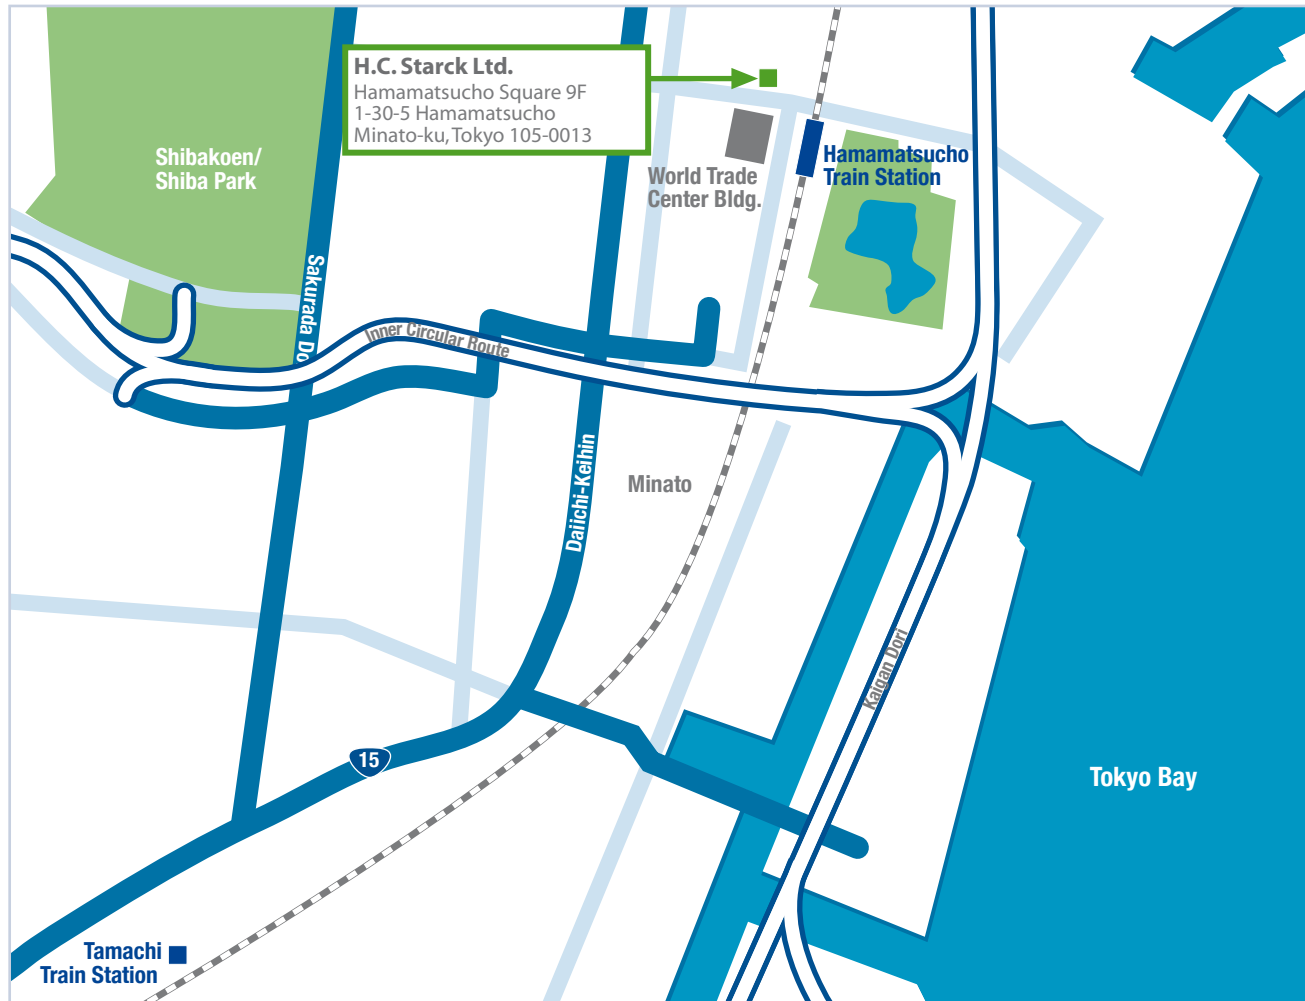 H.C. Starck Ltd.
Hamamatsucho Square 9F
1-30-5 Hamamatsucho
Minato-ku, Tokyo 105-0013
Shibakoen/
Shiba Park
World Trade
Center Bldg.
Hamamatsucho
Train Station
Sakurada Do
Inner Circular Route
Daiichi-Keihin
Minato
Kaigan Dori
15
Tokyo Bay
Tamachi
Train Station